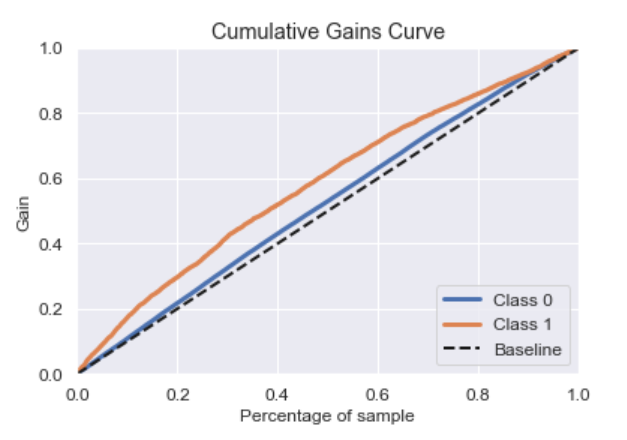 Cumulative Gains Curve
1.0
0.8
0.6
0.4
0.2
0.0
Gain
Class 0
Class 1
Baseline
0.0 0.2 0.4 0.6 0.8 1.0
Percentage of sample